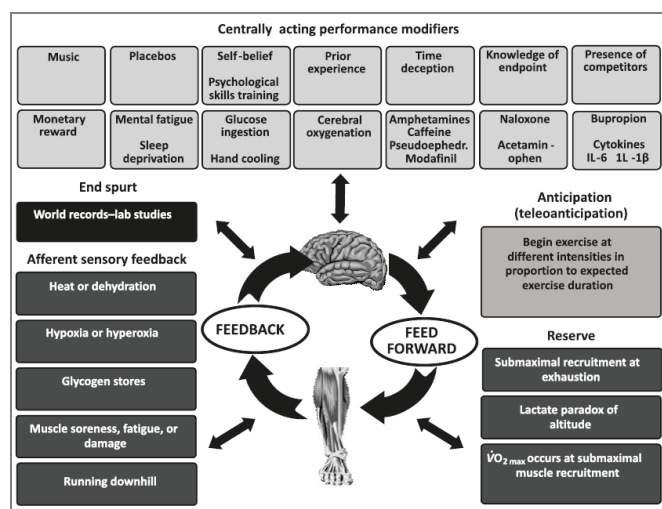 Centrally acting performance modifiers
Music
Placebos
Self-belief
Psychological
skills training
Prior
experience
Time
deception
Knowledge of
endpoint
Presence of
competitors
Monetary
reward
Mental fatigue
Sleep
deprivation
Glucose
ingestion
Hand cooling
Cerebral
oxygenation
Amphetamines
Caffeine
Pseudoephedr.
Modafinil
Naloxone
Acetamin -
ophen
Bupropion
Cytokines
IL-6 1L -1β
End spurt
World records–lab studies
Afferent sensory feedback
Heat or dehydration
Hypoxia or hyperoxia
Glycogen stores
Muscle soreness, fatigue, or
damage
Running downhill
FEEDBACK
FEED
FORWARD
Anticipation
(teleoanticipation)
Begin exercise at
different intensities in
proportion to expected
exercise duration
Reserve
Submaximal recruitment at
exhaustion
Lactate paradox of
altitude
V̇O₂ max occurs at submaximal
muscle recruitment